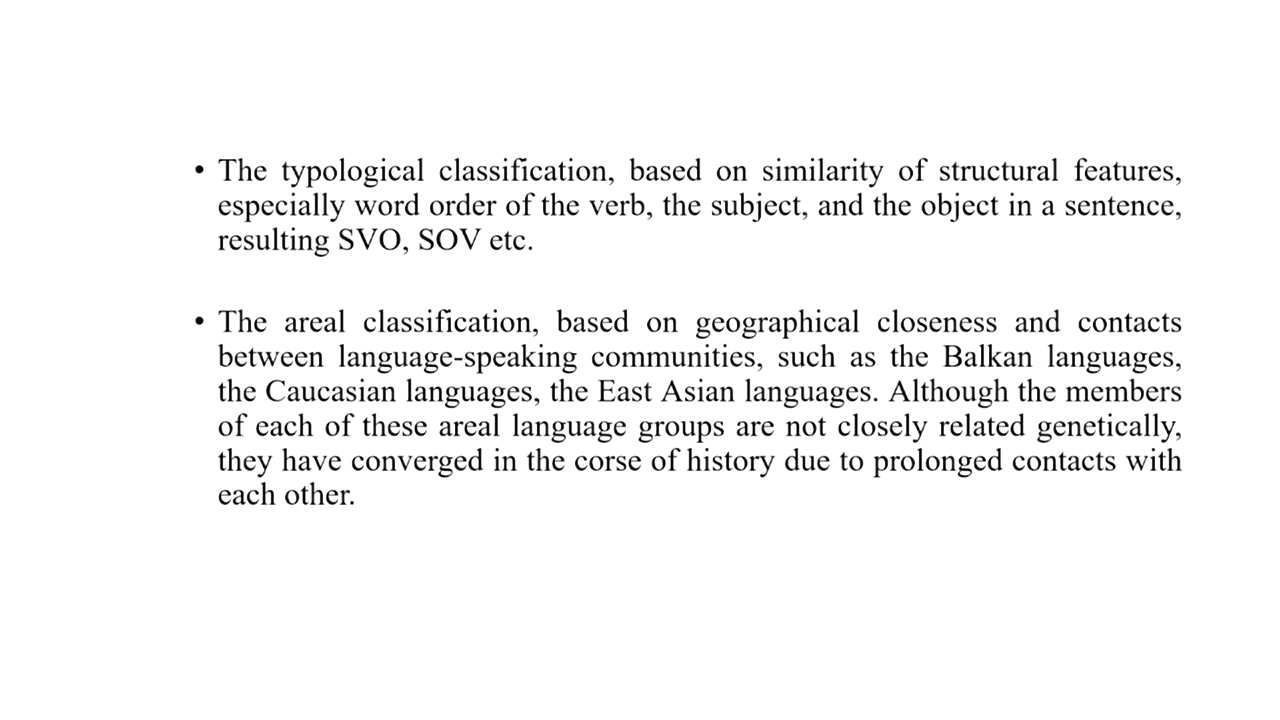 • The typological classification, based on similarity of structural features,
especially word order of the verb, the subject, and the object in a sentence,
resulting SVO, SOV etc.
• The areal classification, based on geographical closeness and contacts
between language-speaking communities, such as the Balkan languages,
the Caucasian languages, the East Asian languages. Although the members
of each of these areal language groups are not closely related genetically,
they have converged in the corse of history due to prolonged contacts with
each other.